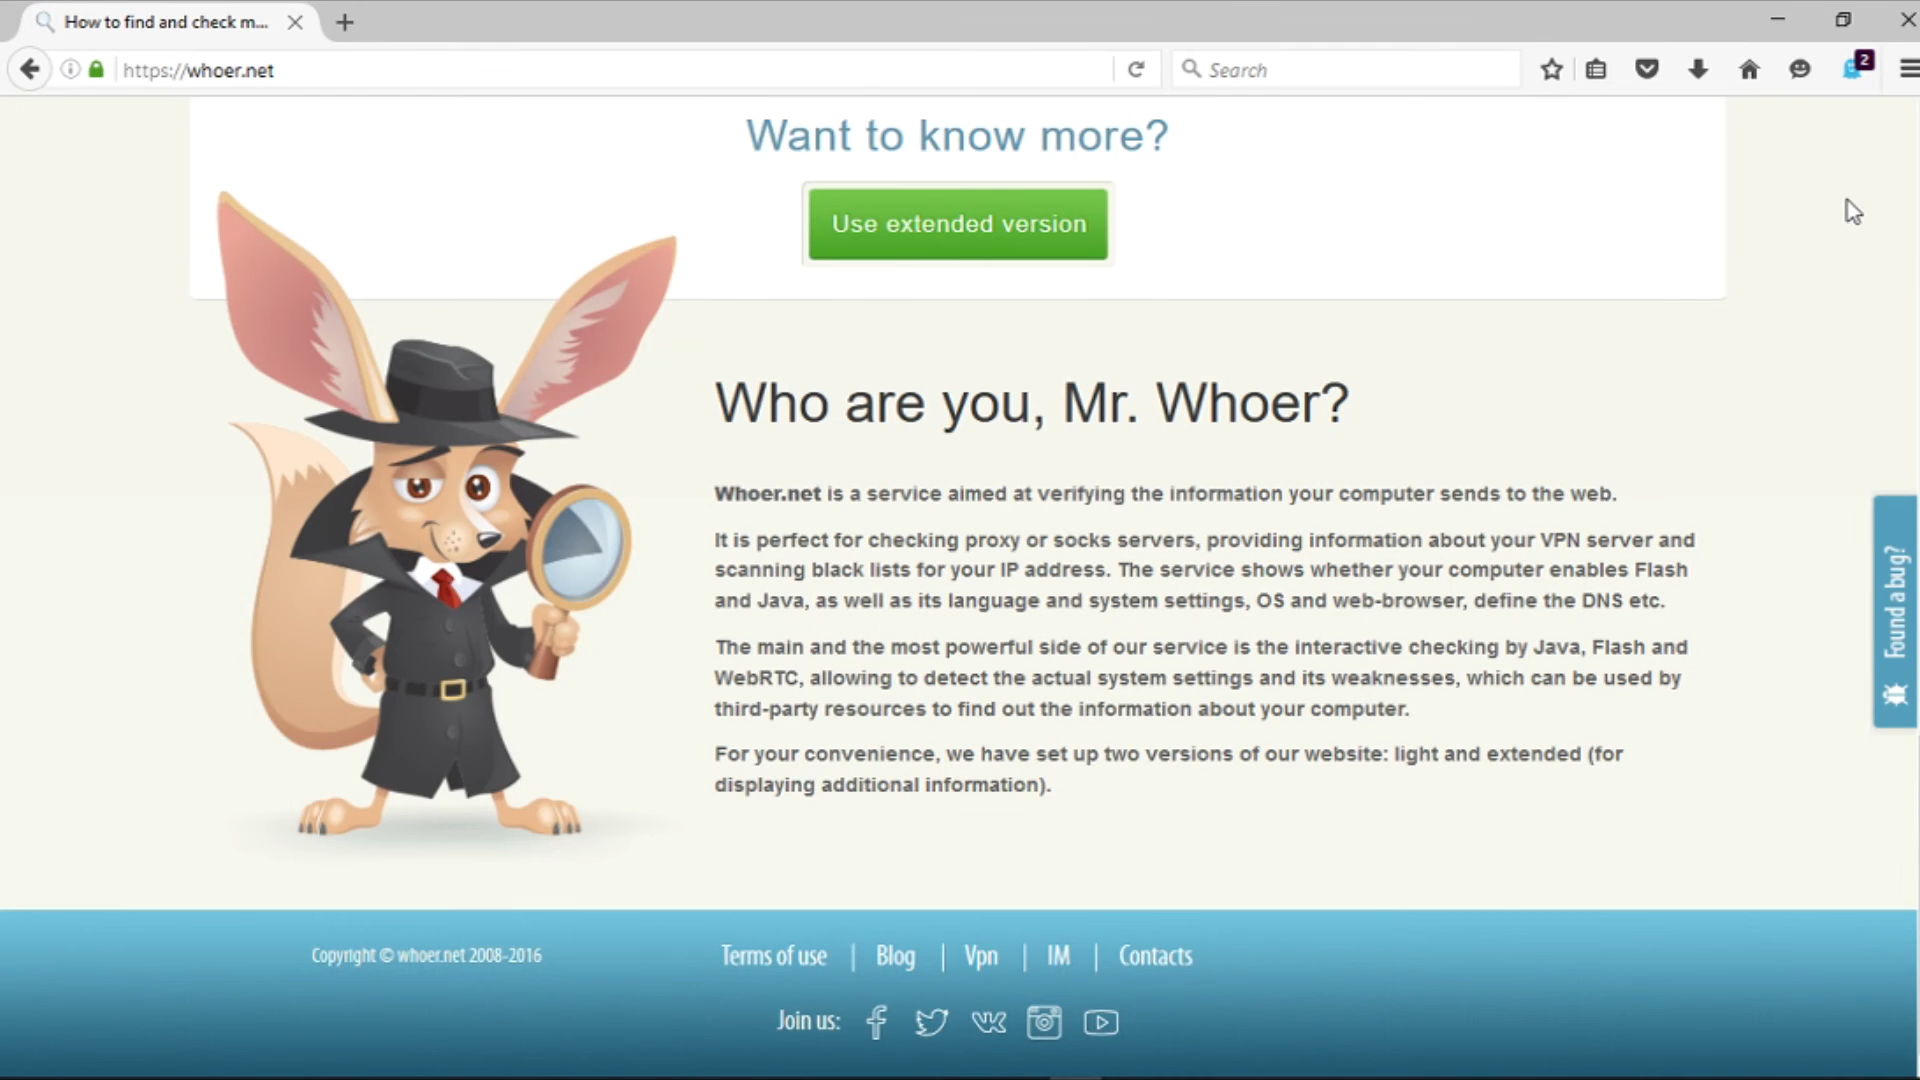 How to find and check m...
https://whoer.net
Search
2
Want to know more?
Use extended version
Who are you, Mr. Whoer?
Whoer.net is a service aimed at verifying the information your computer sends to the web.
It is perfect for checking proxy or socks servers, providing information about your VPN server and
scanning black lists for your IP address. The service shows whether your computer enables Flash
and Java, as well as its language and system settings, OS and web-browser, define the DNS etc.
The main and the most powerful side of our service is the interactive checking by Java, Flash and
WebRTC, allowing to detect the actual system settings and its weaknesses, which can be used by
third-party resources to find out the information about your computer.
For your convenience, we have set up two versions of our website: light and extended (for
displaying additional information).
Found a bug?
Copyright © whoer.net 2008-2016
Terms of use | Blog | Vpn | IM | Contacts
Join us: